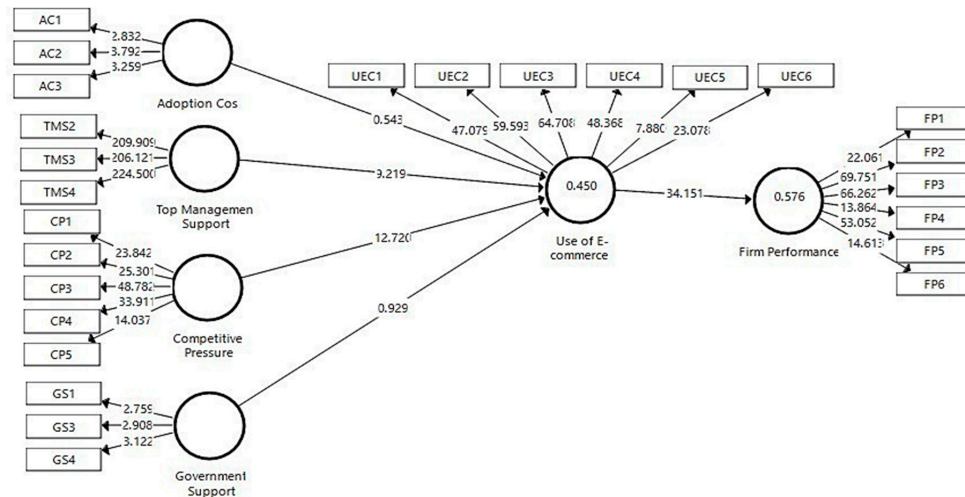 AC1
2.832
AC2
3.792
AC3
3.259
Adoption Cos
TMS2
209.909
TMS3
206.121
TMS4
224.500
Top Managemen
Support
CP1
23.842
CP2
25.301
CP3
48.782
CP4
33.911
CP5
14.037
Competitive
Pressure
GS1
2.759
GS3
2.908
GS4
3.122
Government
Support
0.543
9.219
12.720
0.929
UEC1
UEC2
UEC3
UEC4
UEC5
UEC6
47.079
59.593
64.708
48.368
7.880
23.078
0.450
Use of E-
commerce
34.151
0.576
Firm Performance
FP1
22.061
FP2
69.751
FP3
66.262
FP4
13.864
FP5
53.052
FP6
14.613